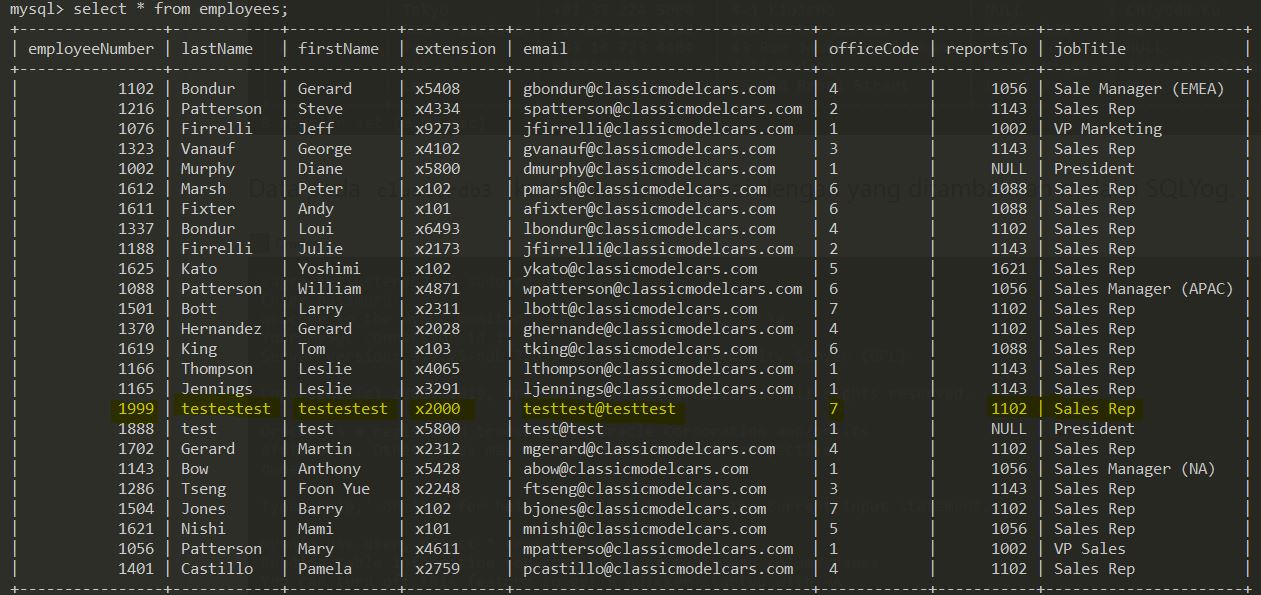 mysql> select * from employees;
+----------------+-----------+-----------+-----------+--------------------------------+------------+-----------+----------------------+
| employeeNumber | lastName | firstName | extension | email | officeCode | reportsTo | jobTitle |
+----------------+-----------+-----------+-----------+--------------------------------+------------+-----------+----------------------+
| 1102 | Bondur | Gerard | x5408 | gbondur@classicmodelcars.com | 4 | 1056 | Sale Manager (EMEA) |
| 1216 | Patterson | Steve | x4334 | spatterson@classicmodelcars.com | 2 | 1143 | Sales Rep |
| 1076 | Firrelli | Jeff | x9273 | jfirrelli@classicmodelcars.com | 1 | 1002 | VP Marketing |
| 1323 | Vanauf | George | x4102 | gvanauf@classicmodelcars.com | 3 | 1143 | Sales Rep |
| 1002 | Murphy | Diane | x5800 | dmurphy@classicmodelcars.com | 1 | NULL | President |
| 1612 | Marsh | Peter | x102 | pmarsh@classicmodelcars.com | 6 | 1088 | Sales Rep |
| 1611 | Fixter | Andy | x101 | afixter@classicmodelcars.com | 6 | 1088 | Sales Rep |
| 1337 | Bondur | Loui | x6493 | lbondur@classicmodelcars.com | 4 | 1102 | Sales Rep |
| 1188 | Firrelli | Julie | x2173 | jfirrelli@classicmodelcars.com | 2 | 1143 | Sales Rep |
| 1625 | Kato | Yoshimi | x102 | ykato@classicmodelcars.com | 5 | 1621 | Sales Rep |
| 1088 | Patterson | William | x4871 | wpatterson@classicmodelcars.com | 6 | 1056 | Sales Manager (APAC) |
| 1501 | Bott | Larry | x2311 | lbott@classicmodelcars.com | 7 | 1102 | Sales Rep |
| 1370 | Hernandez | Gerard | x2028 | ghernande@classicmodelcars.com | 4 | 1102 | Sales Rep |
| 1619 | King | Tom | x103 | tking@classicmodelcars.com | 6 | 1088 | Sales Rep |
| 1166 | Thompson | Leslie | x4065 | lthompson@classicmodelcars.com | 1 | 1143 | Sales Rep |
| 1165 | Jennings | Leslie | x3291 | ljennings@classicmodelcars.com | 1 | 1143 | Sales Rep |
| 1999 | testestest | testestest | x2000 | testtest@testtest | 7 | 1102 | Sales Rep |
| 1888 | test | test | x5800 | test@test | 1 | NULL | President |
| 1702 | Gerard | Martin | x2312 | mgerard@classicmodelcars.com | 4 | 1102 | Sales Rep |
| 1143 | Bow | Anthony | x5428 | abow@classicmodelcars.com | 1 | 1056 | Sales Manager (NA) |
| 1286 | Tseng | Foon Yue | x2248 | ftseng@classicmodelcars.com | 3 | 1143 | Sales Rep |
| 1504 | Jones | Barry | x102 | bjones@classicmodelcars.com | 7 | 1102 | Sales Rep |
| 1621 | Nishi | Mami | x101 | mnishi@classicmodelcars.com | 5 | 1056 | Sales Rep |
| 1056 | Patterson | Mary | x4611 | mpatterso@classicmodelcars.com | 1 | 1002 | VP Sales |
| 1401 | Castillo | Pamela | x2759 | pcastillo@classicmodelcars.com | 4 | 1102 | Sales Rep |
+----------------+-----------+-----------+-----------+--------------------------------+------------+-----------+----------------------+